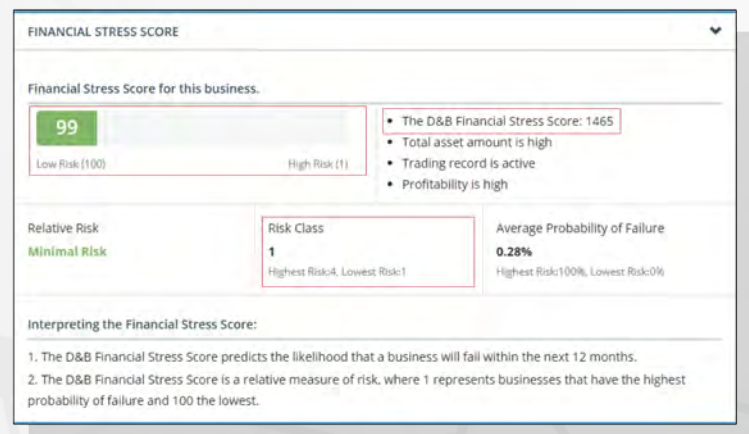 FINANCIAL STRESS SCORE
Financial Stress Score for this business.
99
Low Risk (100)
High Risk (1)
• The D&B Financial Stress Score: 1465
• Total asset amount is high
• Trading record is active
• Profitability is high
Relative Risk
Minimal Risk
Risk Class
1
Highest Risk:4, Lowest Risk:1
Average Probability of Failure
0.28%
Highest Risk:100%, Lowest Risk:0%
Interpreting the Financial Stress Score:
1. The D&B Financial Stress Score predicts the likelihood that a business will fail within the next 12 months.
2. The D&B Financial Stress Score is a relative measure of risk, where 1 represents businesses that have the highest
probability of failure and 100 the lowest.